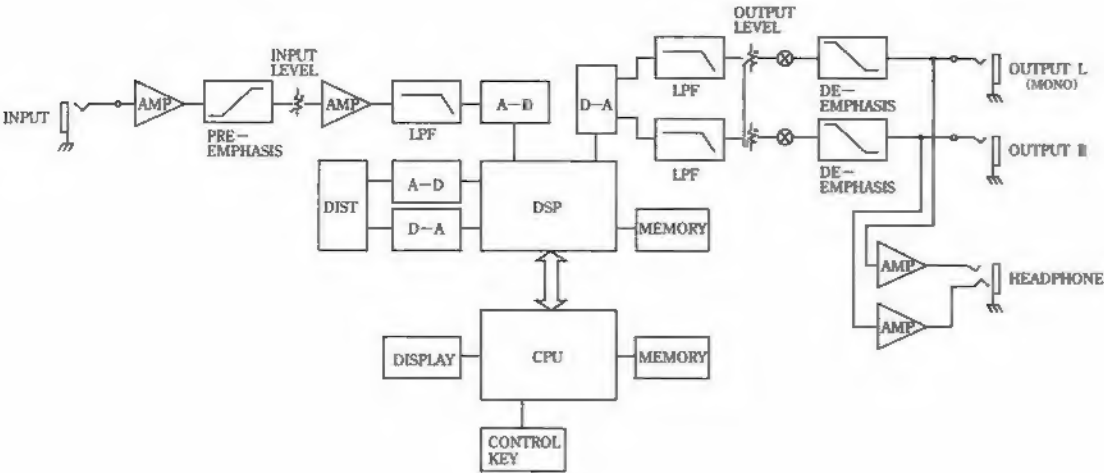 INPUT
AMP
PRE-
EMPHASIS
INPUT
LEVEL
AMP
LPF
A-D
D-A
LPF
LPF
OUTPUT
LEVEL
DE-
EMPHASIS
DE-
EMPHASIS
OUTPUT L
(MONO)
OUTPUT R
DIST
A-D
D-A
DSP
MEMORY
AMP
AMP
HEADPHONE
DISPLAY
CPU
MEMORY
CONTROL
KEY